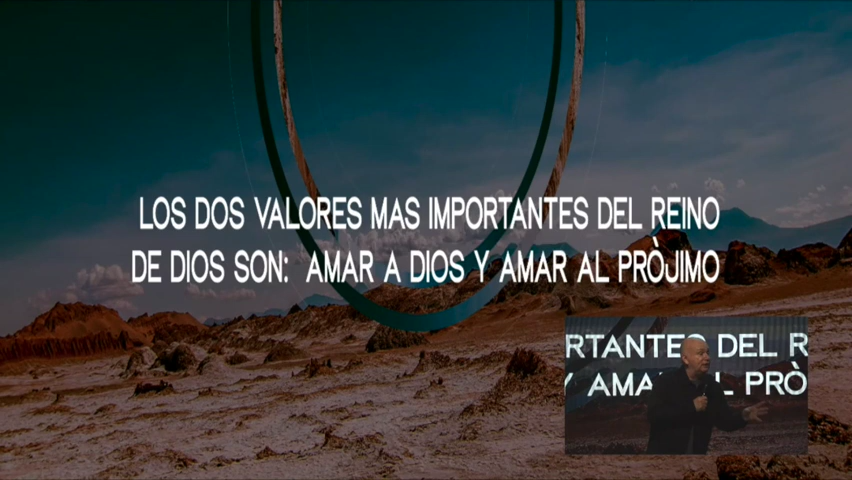 LOS DOS VALORES MAS IMPORTANTES DEL REINO
DE DIOS SON: AMAR A DIOS Y AMAR AL PRÒJIMO
RTANTES DEL R
Y AMA L PRÒ